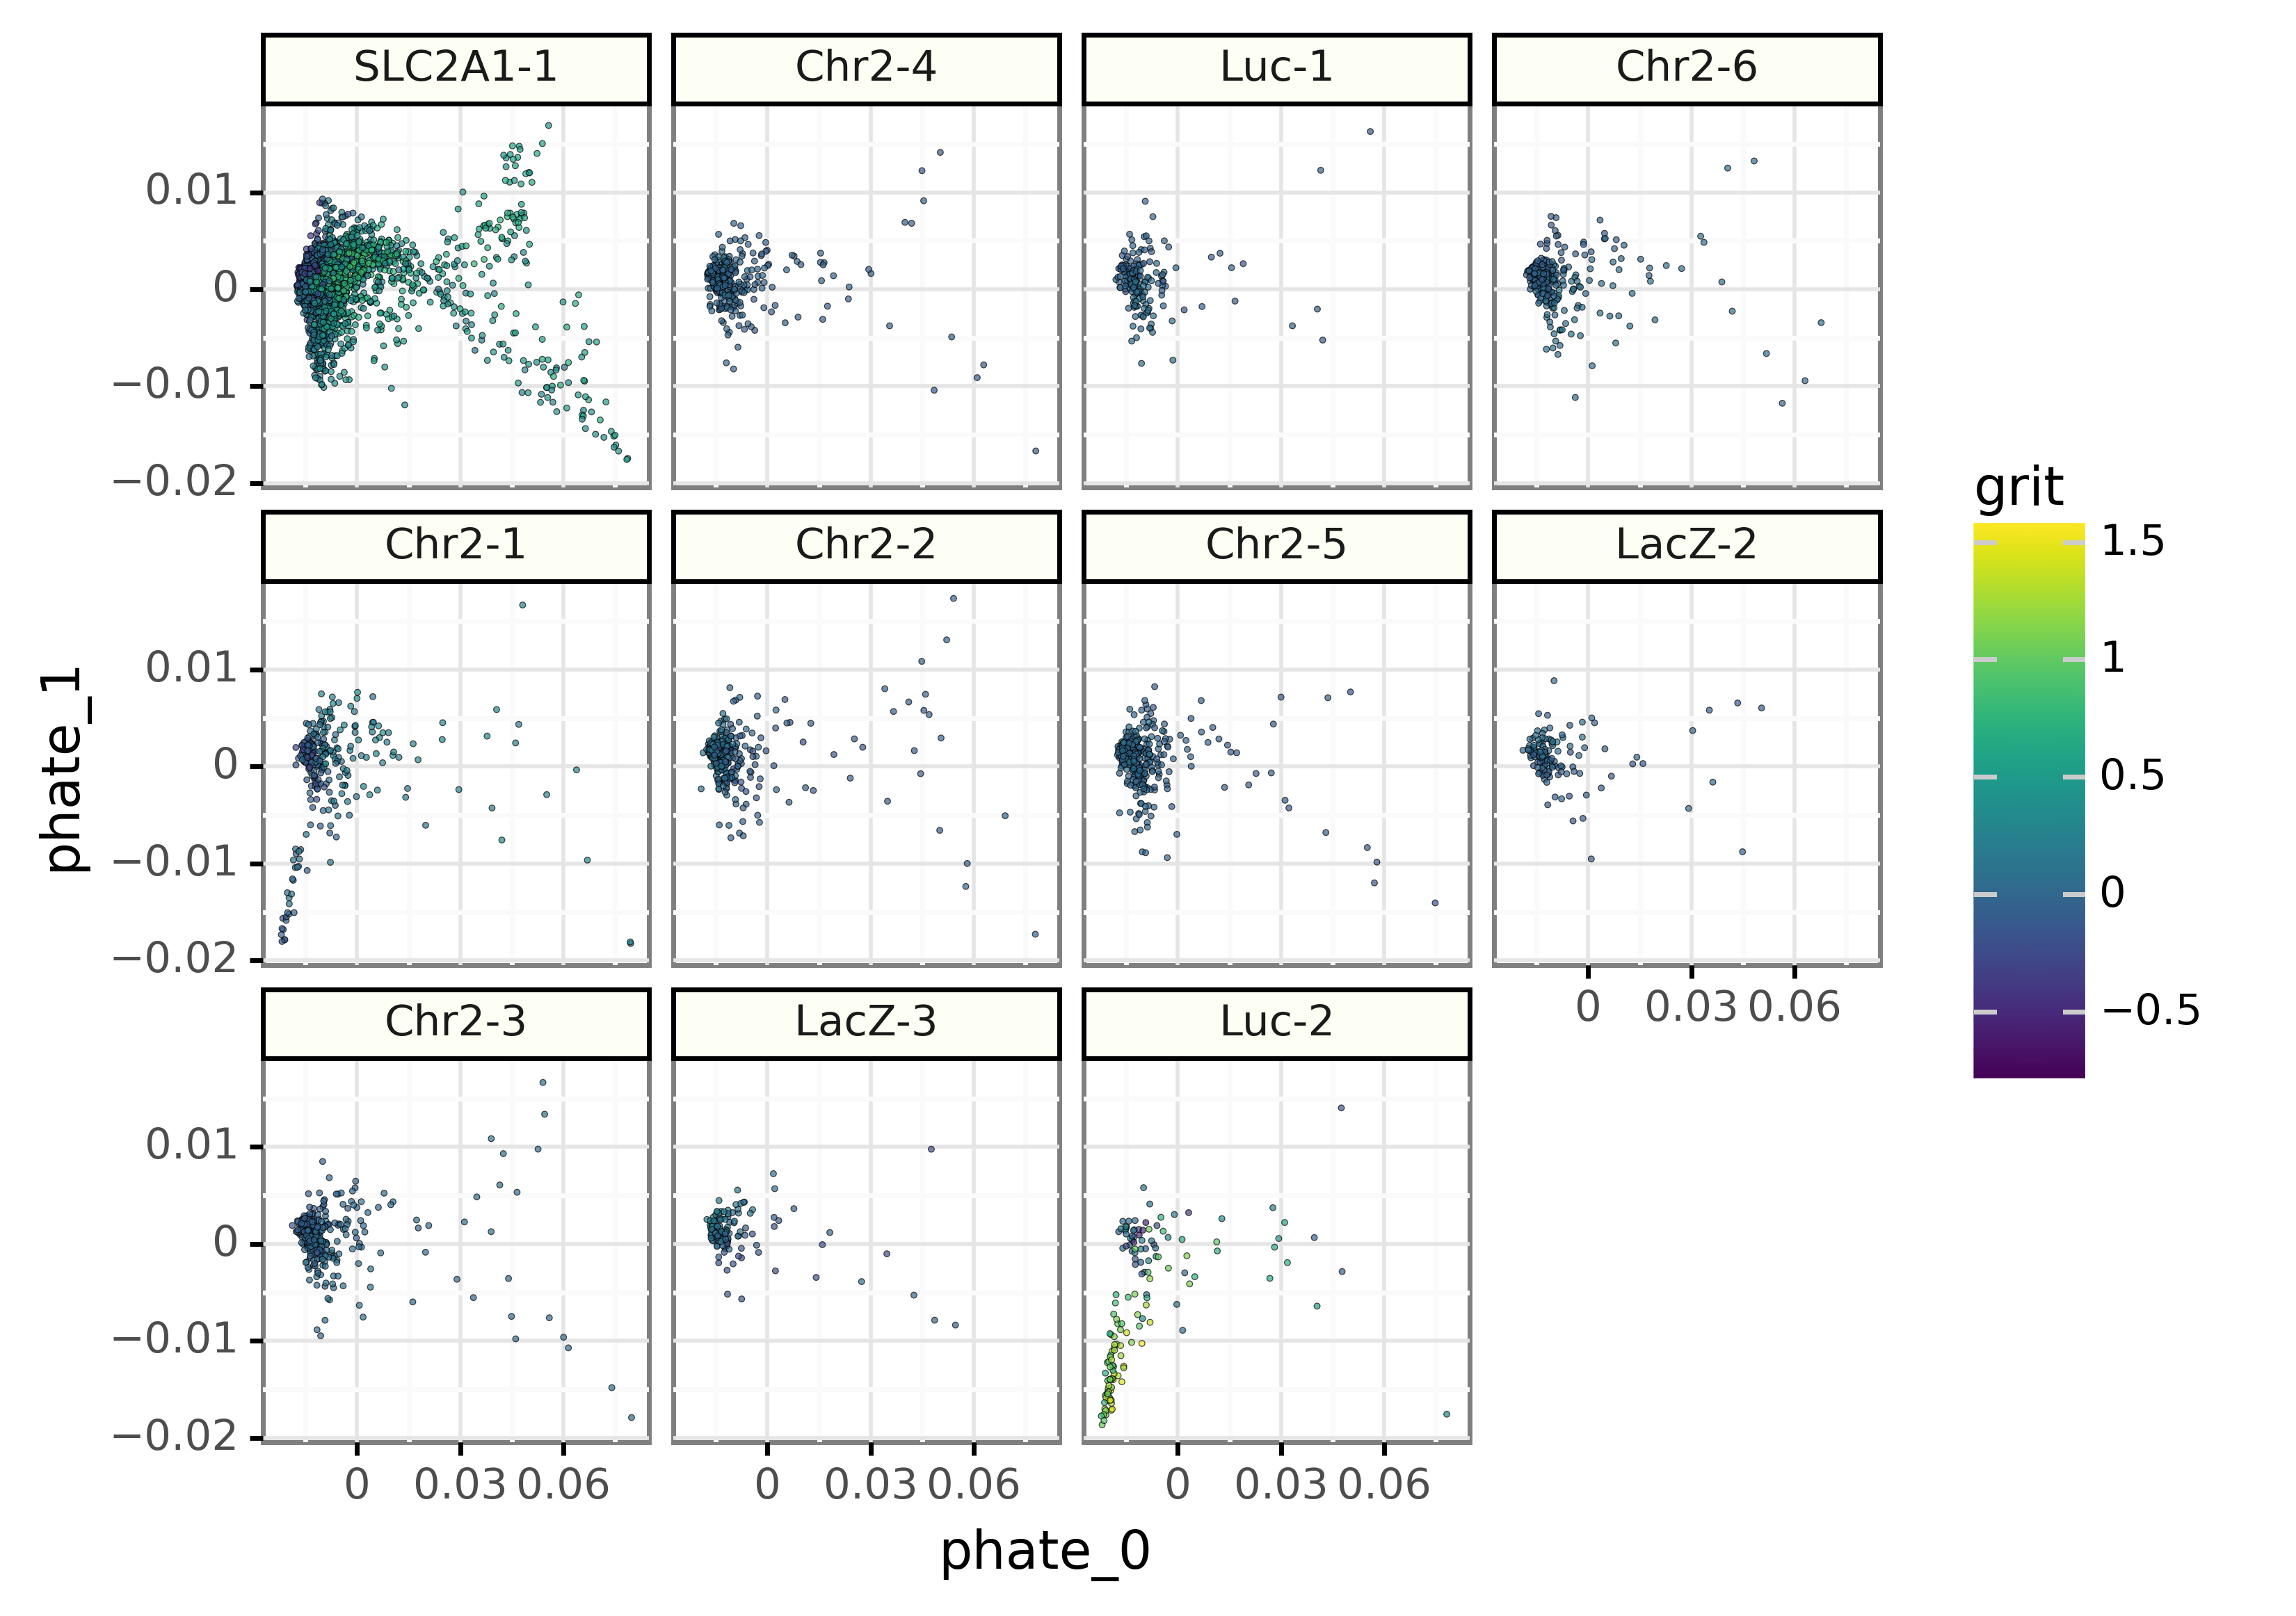 SLC2A1-1 Chr2-4 Luc-1 Chr2-6
0.01
0
−0.01
−0.02
Chr2-1 Chr2-2 Chr2-5 LacZ-2
0.01
0
−0.01
−0.02
0 0.03 0.06
Chr2-3 LacZ-3 Luc-2
0.01
0
−0.01
−0.02
0 0.03 0.06 0 0.03 0.06 0 0.03 0.06
phate_0
phate_1
grit
1.5
1
0.5
0
−0.5